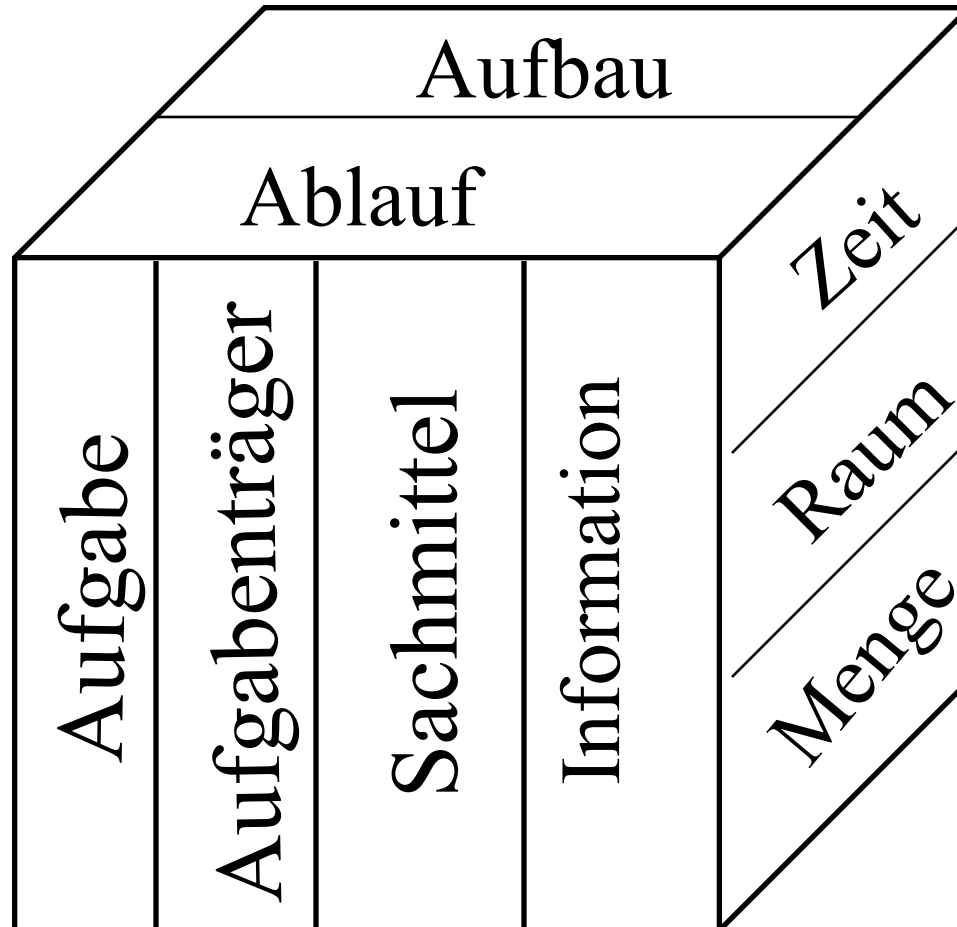 Aufbau
Ablauf
Aufgabe
Aufgabenträger
Sachmittel
Information
Zeit
Raum
Menge